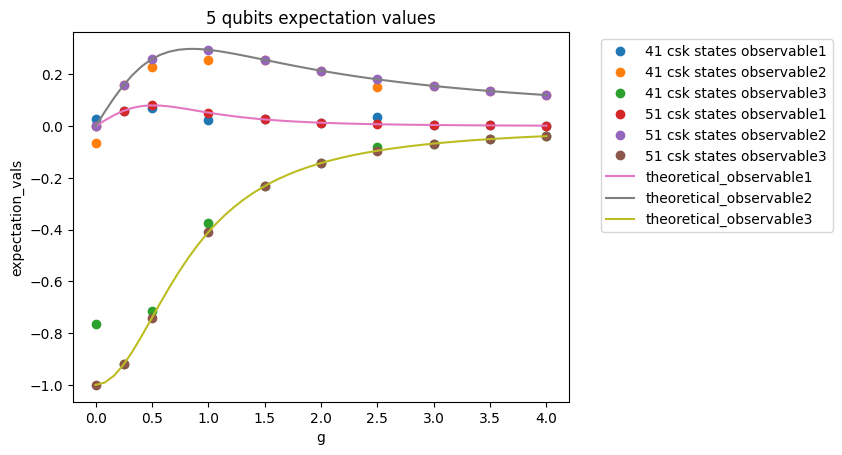 5 qubits expectation values
expectation_vals
0.2
0.0
−0.2
−0.4
−0.6
−0.8
−1.0
0.0 0.5 1.0 1.5 2.0 2.5 3.0 3.5 4.0
g
41 csk states observable1
41 csk states observable2
41 csk states observable3
51 csk states observable1
51 csk states observable2
51 csk states observable3
theoretical_observable1
theoretical_observable2
theoretical_observable3